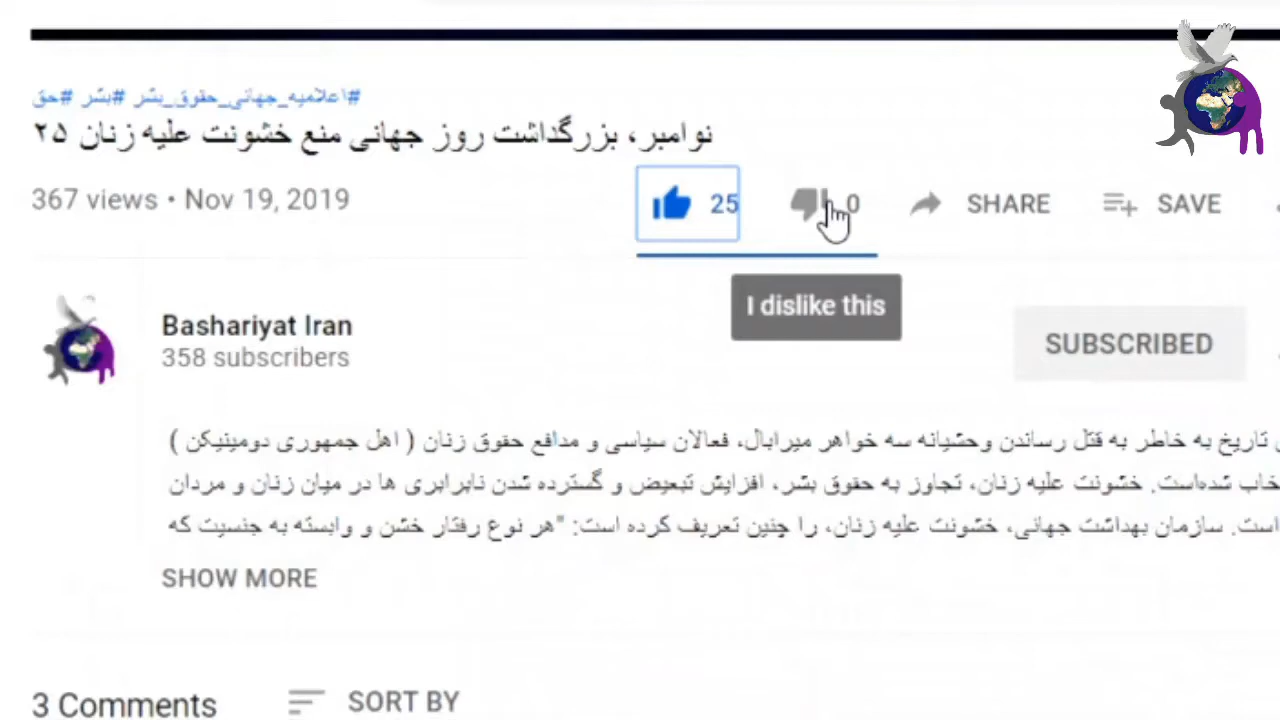 #اعلامیه_جهانی_حقوق_بشر #بشر #حق
نوامبر، بزرگداشت روز جهانی منع خشونت علیه زنان ۲۵
367 views • Nov 19, 2019
25
0
SHARE
SAVE
I dislike this
Bashariyat Iran
358 subscribers
SUBSCRIBED
تاریخ به خاطر به قتل رساندن وحشیانه سه خواهر میرابال، فعالان سیاسی و مدافع حقوق زنان ( اهل جمهوری دومینیکن )
شده‌است. خشونت علیه زنان، تجاوز به حقوق بشر، افزایش تبعیض و گسترده شدن نابرابری ها در میان زنان و مردان
است. سازمان بهداشت جهانی، خشونت علیه زنان، را چنین تعریف کرده است: "هر نوع رفتار خشن و وابسته به جنسیت که
SHOW MORE
3 Comments
SORT BY